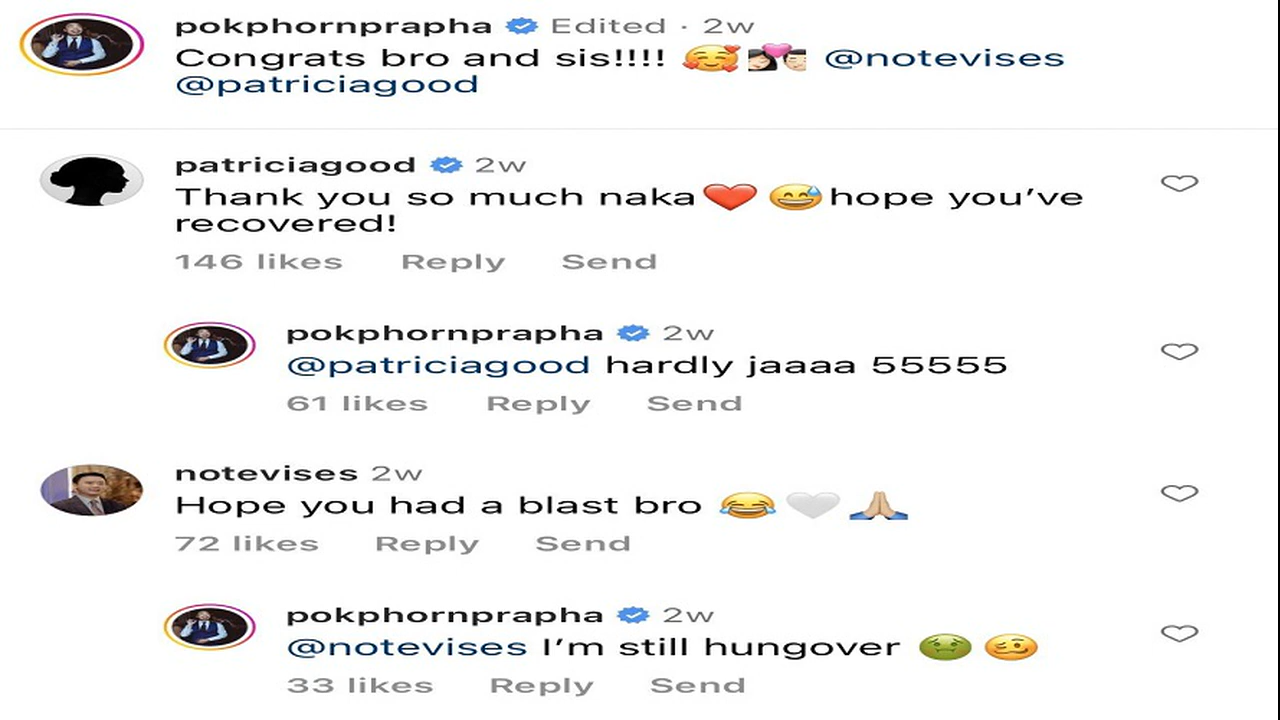 pokphornprapha Edited · 2w
Congrats bro and sis!!!! 🥰 👩🏻‍❤️‍👨🏻 @notevises
@patriciagood
patriciagood 2w
Thank you so much naka❤️ 😅hope you’ve
recovered!
146 likes Reply Send
pokphornprapha 2w
@patriciagood hardly jaaaa 55555
61 likes Reply Send
notevises 2w
Hope you had a blast bro 😂 🤍 🙏🏼
72 likes Reply Send
pokphornprapha 2w
@notevises I’m still hungover 🤢 🥴
33 likes Reply Send